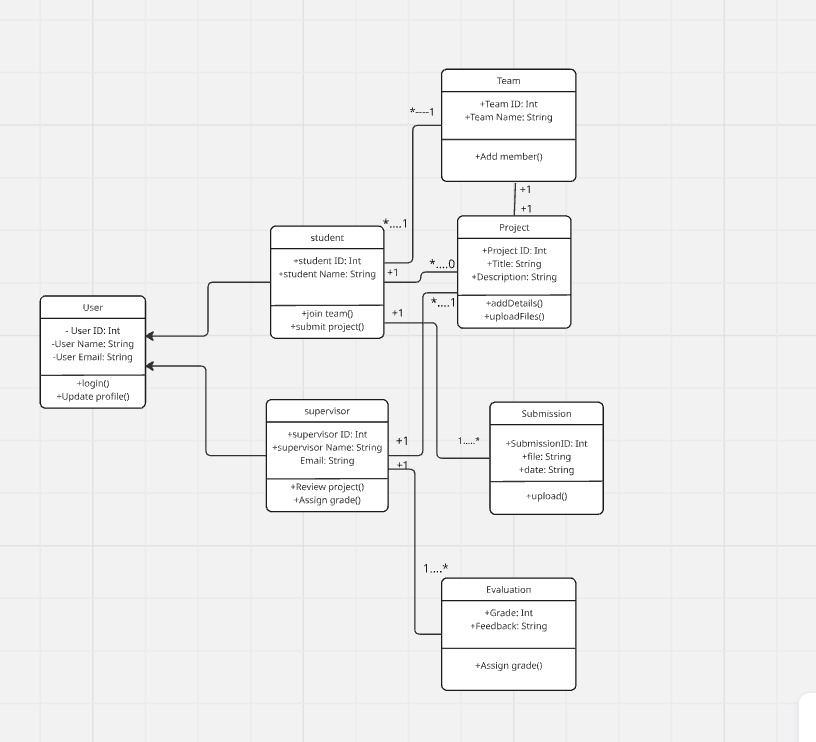 Team
+Team ID: Int
+Team Name: String
+Add member()
*----1
+1
+1
*....1
student
+student ID: Int
+student Name: String
+join team()
+submit project()
+1
*....0
*....1
+1
Project
+Project ID: Int
+Title: String
+Description: String
+addDetails()
+uploadFiles()
User
- User ID: Int
-User Name: String
-User Email: String
+login()
+Update profile()
supervisor
+supervisor ID: Int
+supervisor Name: String
Email: String
+Review project()
+Assign grade()
+1
+1
1.....*
Submission
+SubmissionID: Int
+file: String
+date: String
+upload()
1....*
Evaluation
+Grade: Int
+Feedback: String
+Assign grade()